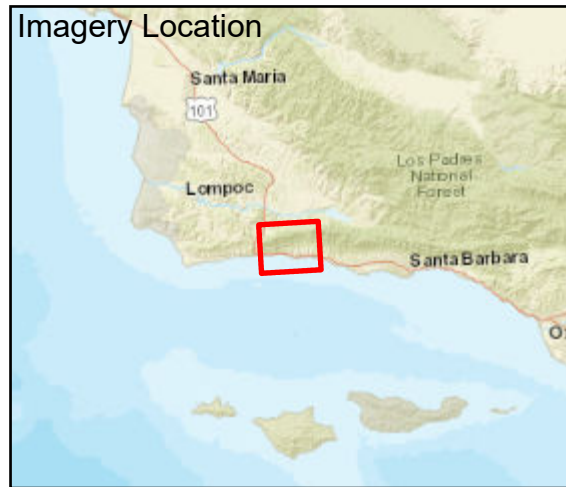 Imagery Location
Santa Maria
101
Los Padres
National
Forest
Lompoc
Santa Barbara